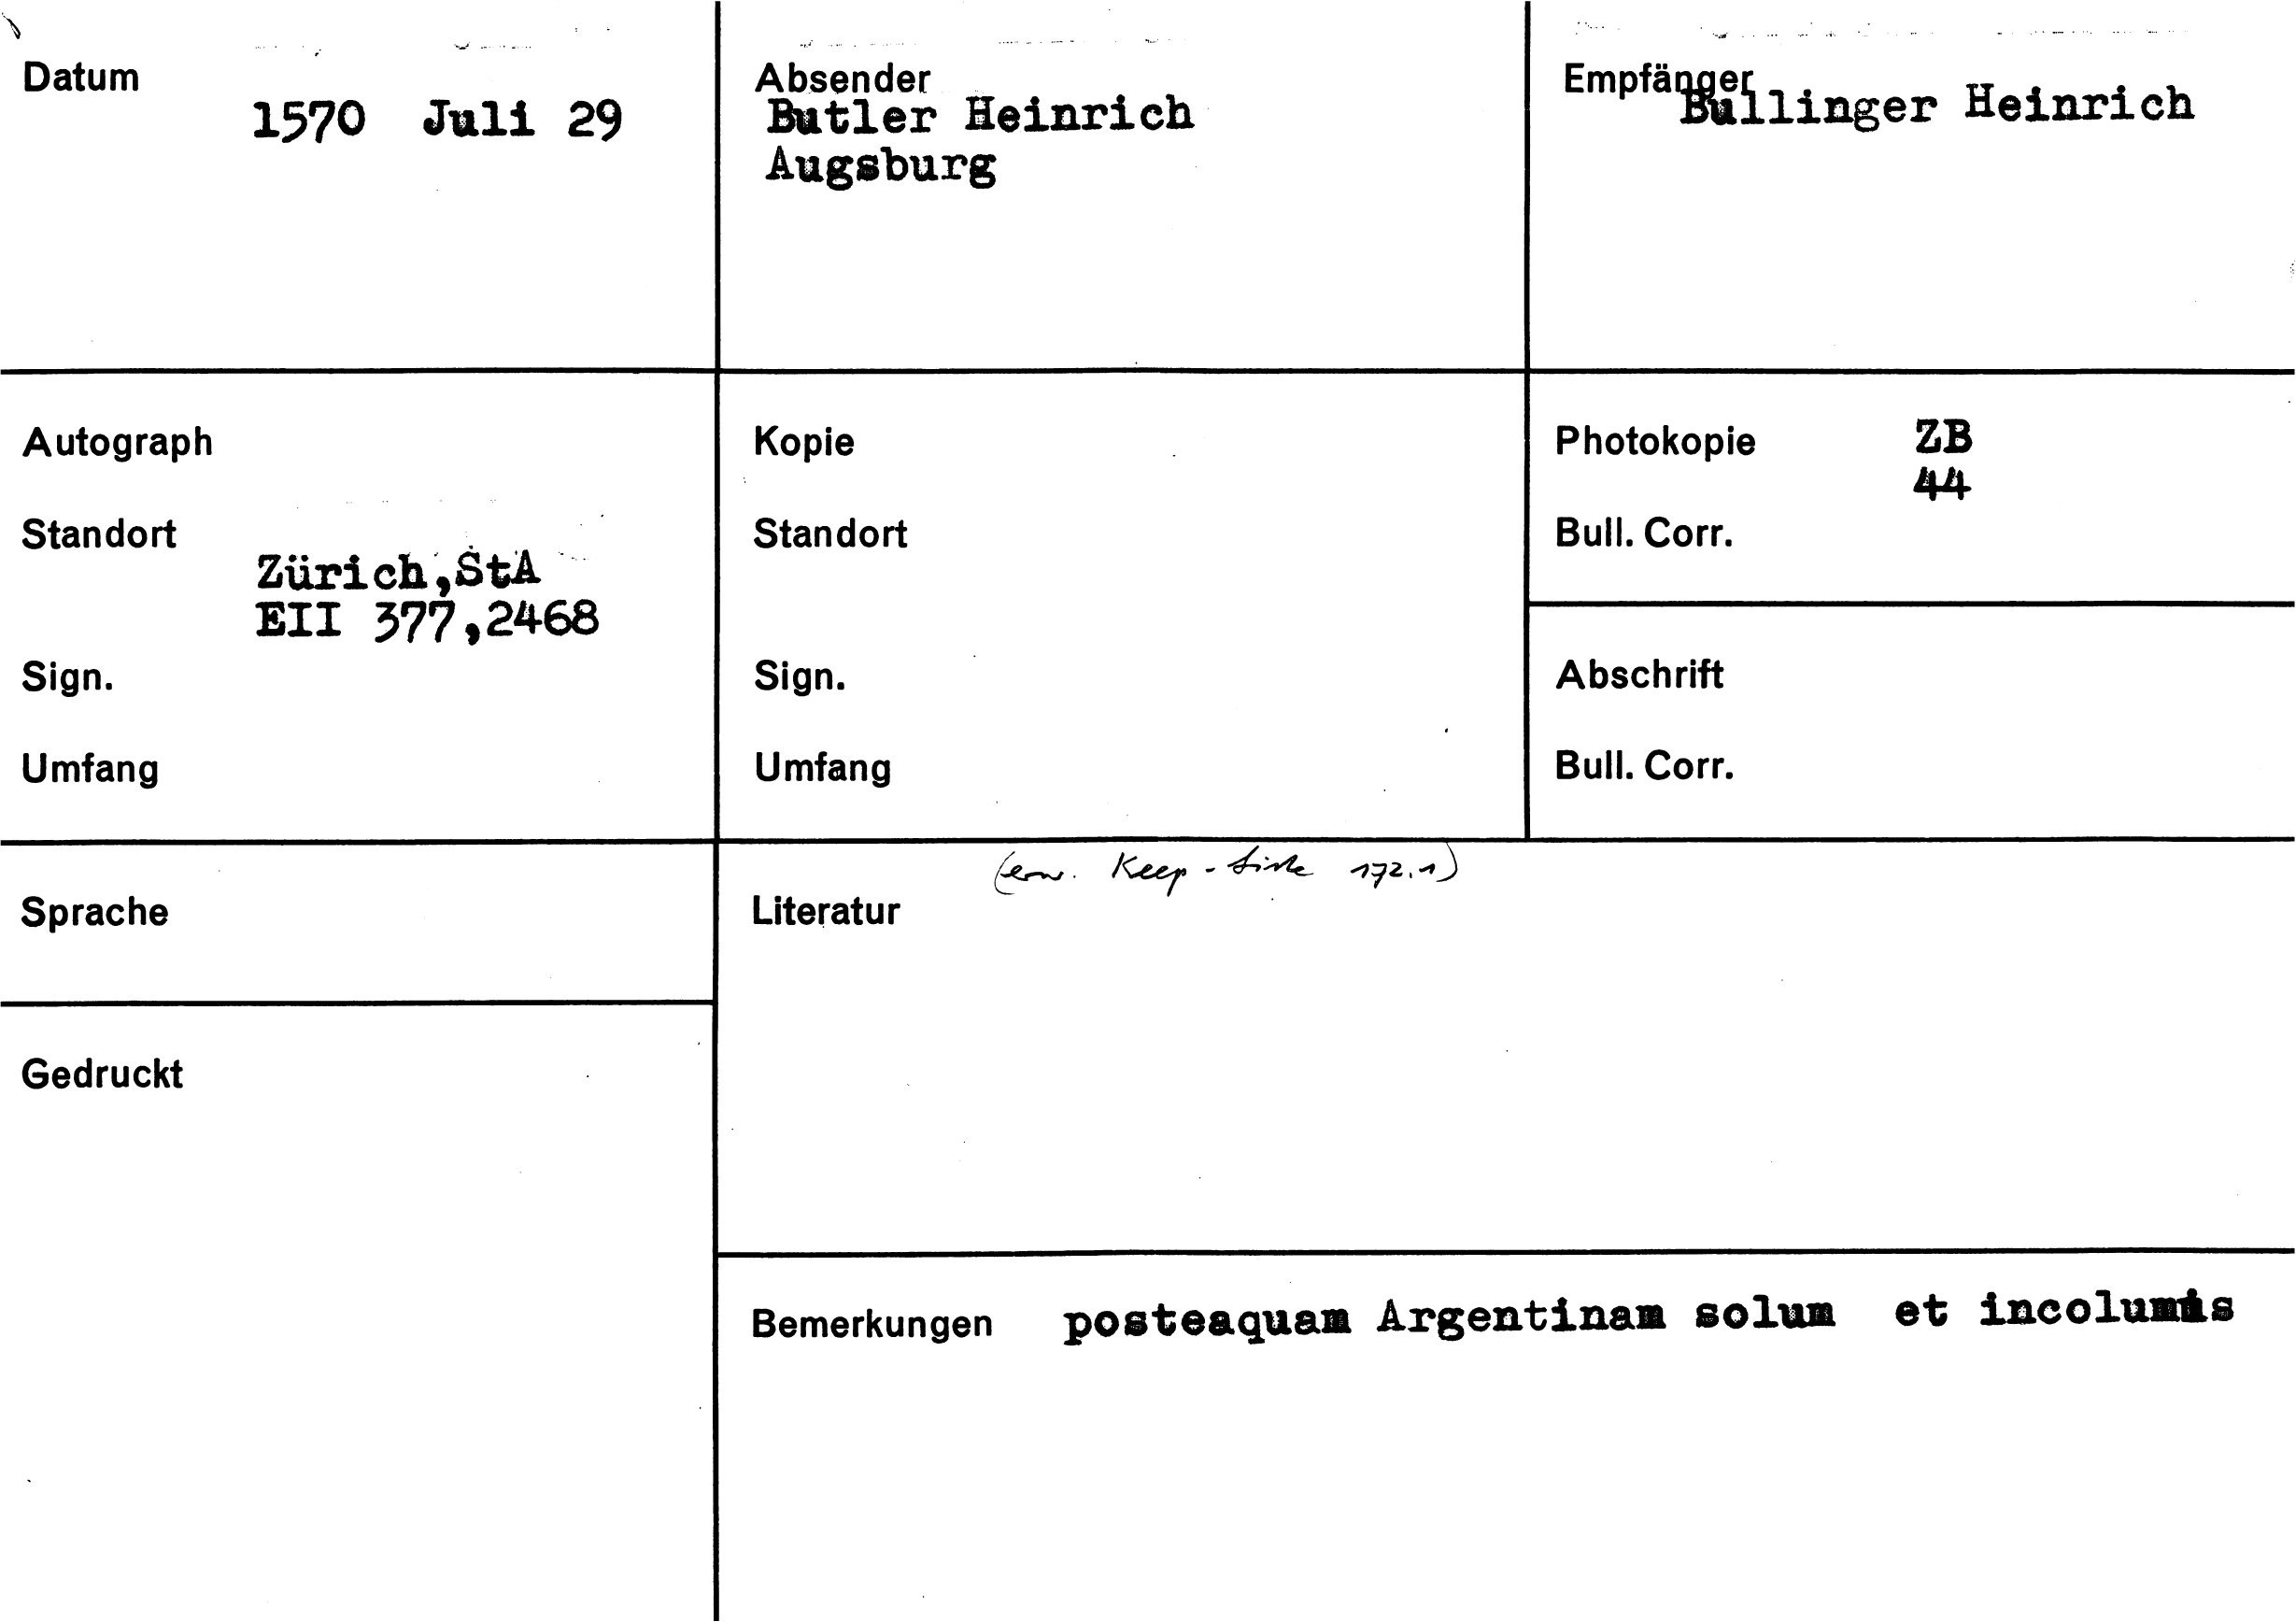 Datum
1570 Juli 29
Absender
Butler Heinrich
Augsburg
Empfänger
Bullinger Heinrich
Autograph
Standort
Zürich,StA
EII 377,2468
Sign.
Umfang
Kopie
Standort
Sign.
Umfang
Photokopie ZB
44
Bull. Corr.
Abschrift
Bull. Corr.
Sprache
Gedruckt
(erw. Keep-Liste 172.1)
Literatur
Bemerkungen posteaquam Argentinam solum et incolumis